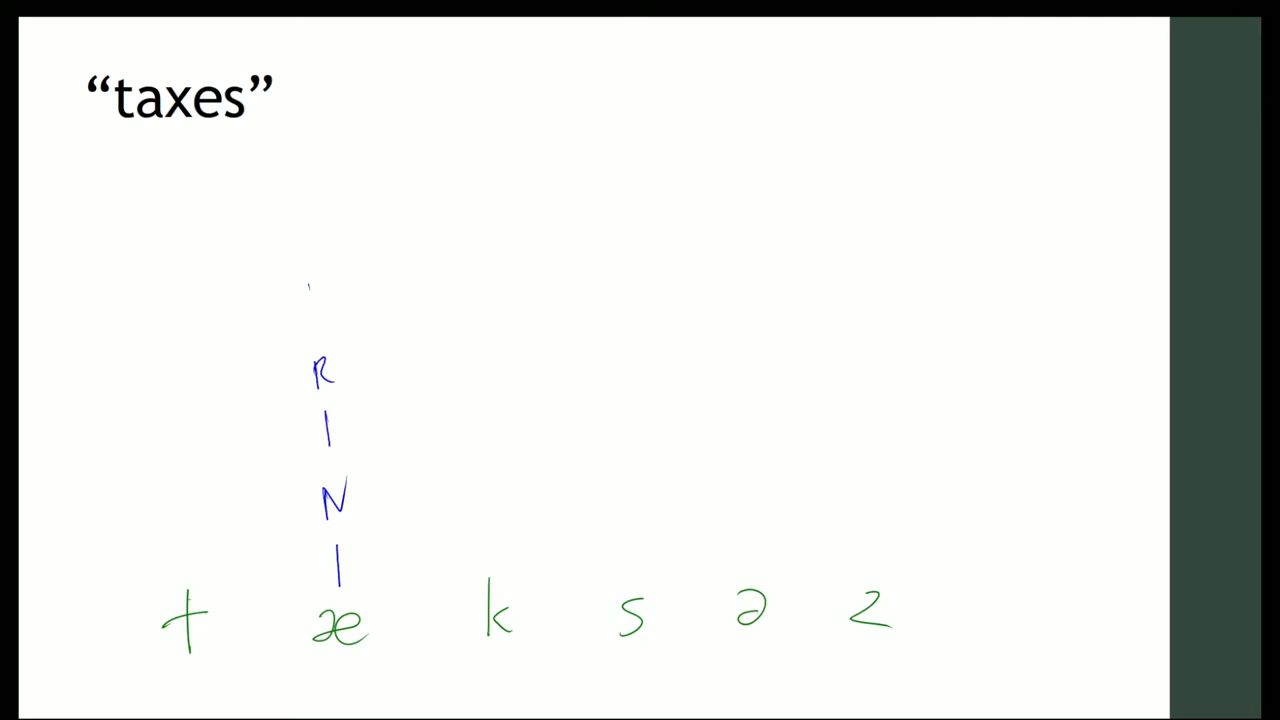 “taxes”
R
N
t æ k s ə z